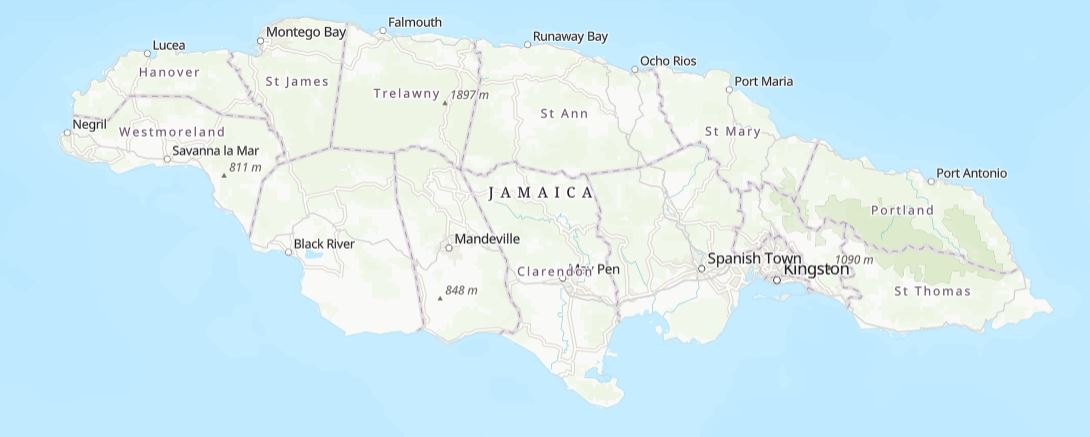 Falmouth
Montego Bay
Runaway Bay
Lucea
Ocho Rios
Hanover
St James
Port Maria
Trelawny
1897 m
St Ann
Negril
Westmoreland
St Mary
Savanna la Mar
811 m
Port Antonio
JAMAICA
Portland
Mandeville
Black River
Spanish Town
1090 m
Kingston
Clarendon
Pen
848 m
St Thomas